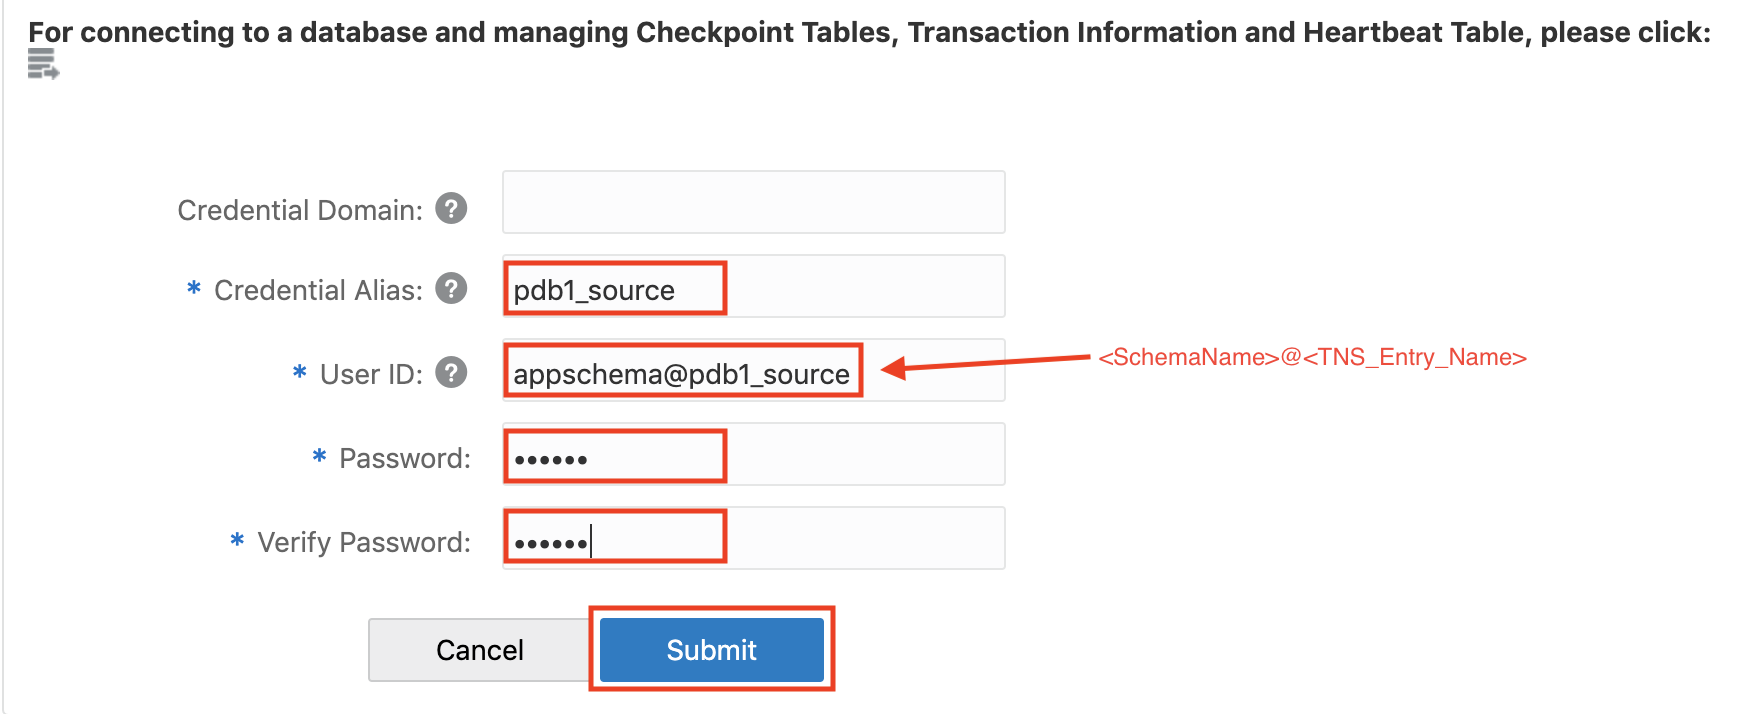 For connecting to a database and managing Checkpoint Tables, Transaction Information and Heartbeat Table, please click:
Credential Domain: ?
* Credential Alias: ? pdb1_source
* User ID: ? appschema@pdb1_source <SchemaName>@<TNS_Entry_Name>
* Password: ••••••
* Verify Password: ••••••
Cancel Submit